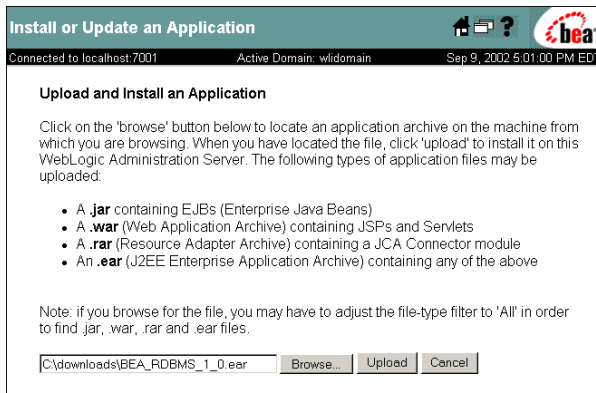 Install or Update an Application
? bea
Connected to localhost:7001 Active Domain: wlidomain Sep 9, 2002 5:01:00 PM ED
Upload and Install an Application
Click on the 'browse' button below to locate an application archive on the machine from
which you are browsing. When you have located the file, click 'upload' to install it on this
WebLogic Administration Server. The following types of application files may be
uploaded:
• A .jar containing EJBs (Enterprise Java Beans)
• A .war (Web Application Archive) containing JSPs and Servlets
• A .rar (Resource Adapter Archive) containing a JCA Connector module
• An .ear (J2EE Enterprise Application Archive) containing any of the above
Note: if you browse for the file, you may have to adjust the file-type filter to 'All' in order
to find .jar, .war, .rar and .ear files.
C:\downloads\BEA_RDBMS_1_0.ear Browse... Upload Cancel